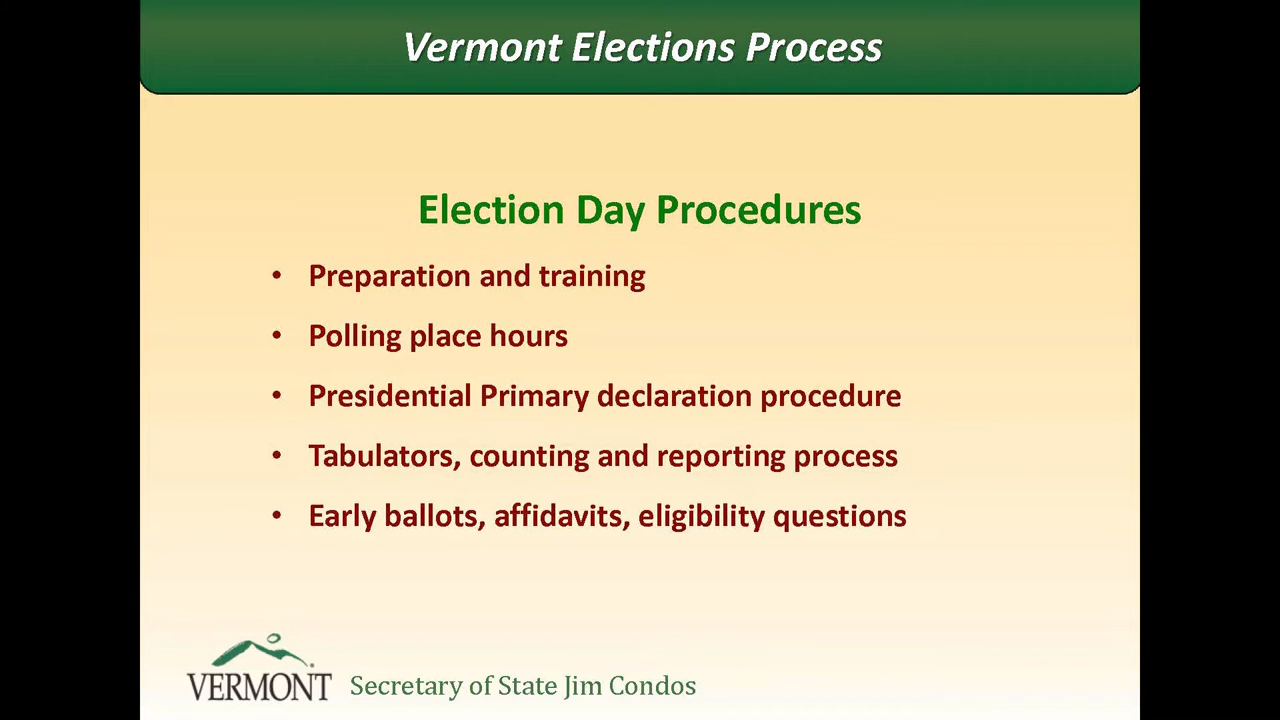 Vermont Elections Process
Election Day Procedures
• Preparation and training
• Polling place hours
• Presidential Primary declaration procedure
• Tabulators, counting and reporting process
• Early ballots, affidavits, eligibility questions
VERMONT Secretary of State Jim Condos